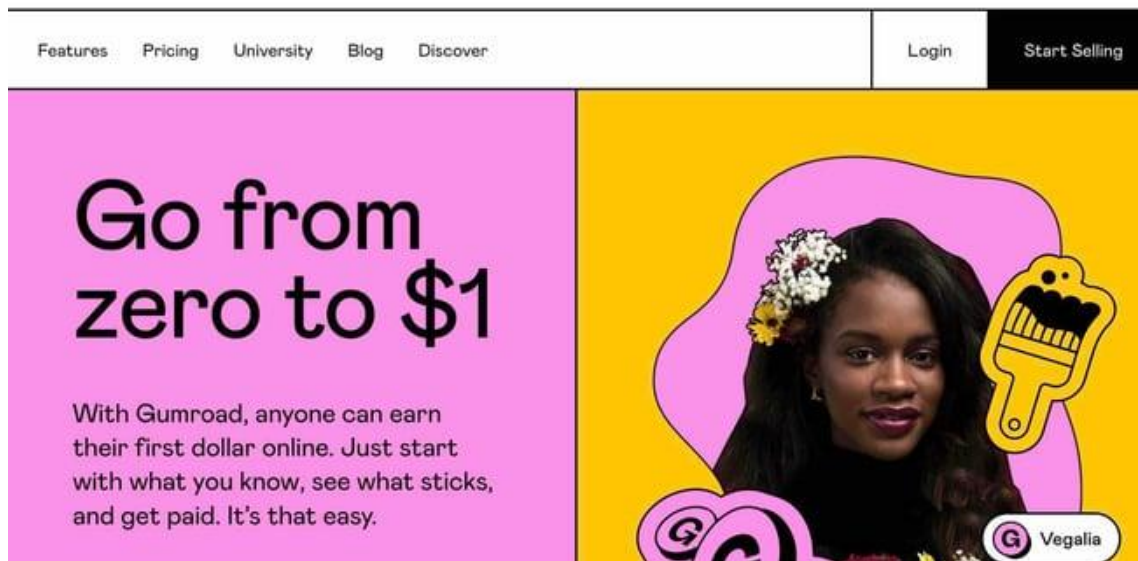 Features Pricing University Blog Discover Login Start Selling
Go from
zero to $1
With Gumroad, anyone can earn
their first dollar online. Just start
with what you know, see what sticks,
and get paid. It's that easy.
G
G
G Vegalia